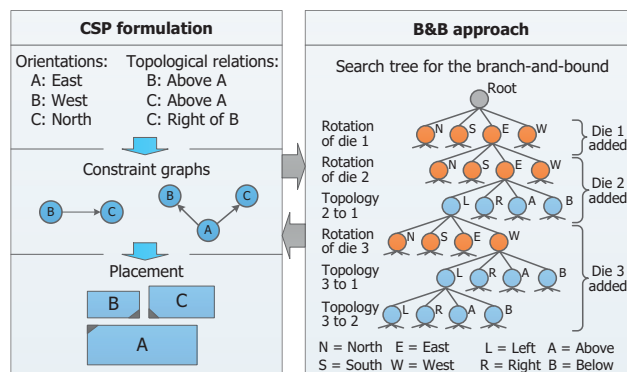 CSP formulation
Orientations: Topological relations:
A: East B: Above A
B: West C: Above A
C: North C: Right of B
Constraint graphs
B C
B C
A
Placement
B C
A
B&B approach
Search tree for the branch-and-bound
Root
Rotation of die 1
N S E W
Die 1 added
Rotation of die 2
N S E W
Topology 2 to 1
L R A B
Die 2 added
Rotation of die 3
N S E W
Topology 3 to 1
L R A B
Topology 3 to 2
L R A B
Die 3 added
N = North E = East L = Left A = Above
S = South W = West R = Right B = Below